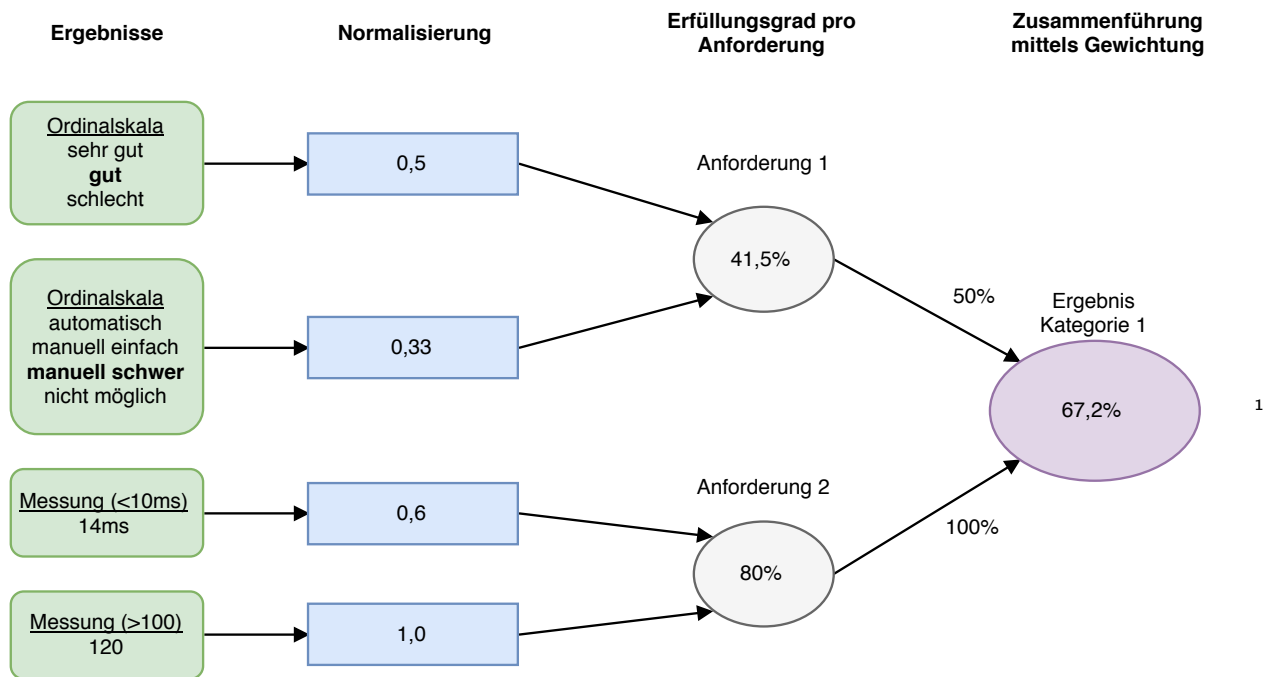 Ergebnisse
Normalisierung
Erfüllungsgrad pro
Anforderung
Zusammenführung
mittels Gewichtung
Ordinalskala
sehr gut
gut
schlecht
0,5
Anforderung 1
41,5%
Ordinalskala
automatisch
manuell einfach
manuell schwer
nicht möglich
0,33
50%
Ergebnis
Kategorie 1
67,2%
1
Messung (<10ms)
14ms
0,6
Anforderung 2
80%
100%
Messung (>100)
120
1,0